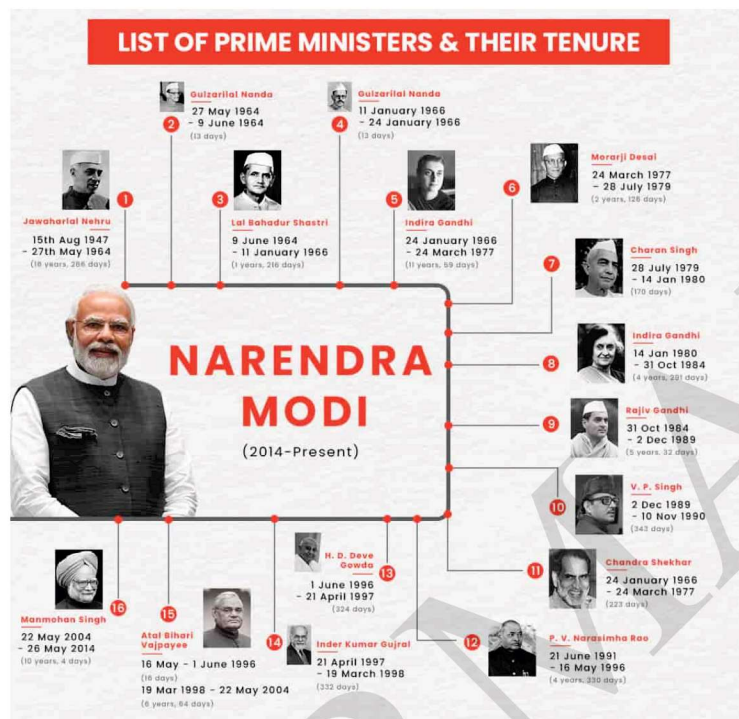 LIST OF PRIME MINISTERS & THEIR TENURE
1
Jawaharlal Nehru
15th Aug 1947
- 27th May 1964
(16 years, 286 days)
2
Gulzarilal Nanda
27 May 1964
- 9 June 1964
(13 days)
3
Lal Bahadur Shastri
9 June 1964
- 11 January 1966
(1 years, 216 days)
4
Gulzarilal Nanda
11 January 1966
- 24 January 1966
(13 days)
5
Indira Gandhi
24 January 1966
- 24 March 1977
(11 years, 59 days)
6
Morarji Desai
24 March 1977
- 28 July 1979
(2 years, 126 days)
7
Charan Singh
28 July 1979
- 14 Jan 1980
(170 days)
8
Indira Gandhi
14 Jan 1980
- 31 Oct 1984
(4 years, 291 days)
9
Rajiv Gandhi
31 Oct 1984
- 2 Dec 1989
(5 years, 32 days)
10
V. P. Singh
2 Dec 1989
- 10 Nov 1990
(343 days)
11
Chandra Shekhar
24 January 1966
- 24 March 1977
(223 days)
12
P. V. Narasimha Rao
21 June 1991
- 16 May 1996
(4 years, 330 days)
13
H. D. Deve
Gowda
1 June 1996
- 21 April 1997
(324 days)
14
Inder Kumar Gujral
21 April 1997
- 19 March 1998
(332 days)
15
Atal Bihari
Vajpayee
16 May - 1 June 1996
(16 days)
19 Mar 1998 - 22 May 2004
(6 years, 64 days)
16
Manmohan Singh
22 May 2004
- 26 May 2014
(10 years, 4 days)
NARENDRA
MODI
(2014-Present)